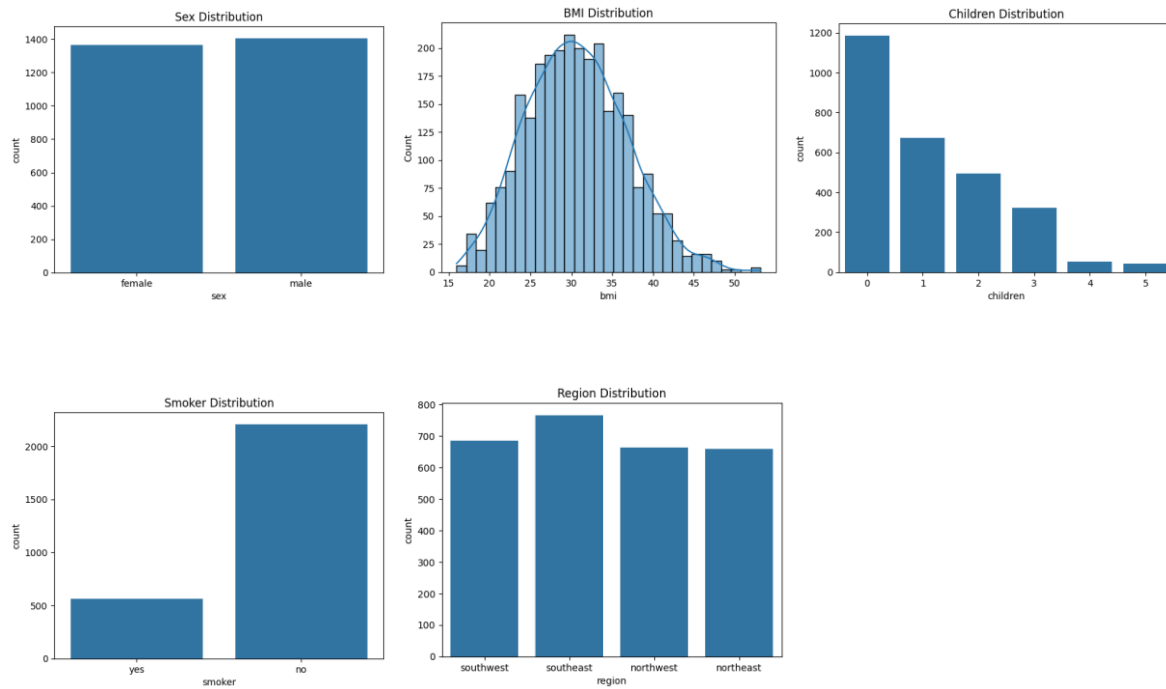 Sex Distribution
1400
1200
1000
800
600
400
200
0
count
female male
sex
BMI Distribution
200
175
150
125
100
75
50
25
0
Count
15 20 25 30 35 40 45 50
bmi
Children Distribution
1200
1000
800
600
400
200
0
count
0 1 2 3 4 5
children
Smoker Distribution
2000
1500
1000
500
0
count
yes no
smoker
Region Distribution
800
700
600
500
400
300
200
100
0
count
southwest southeast northwest northeast
region